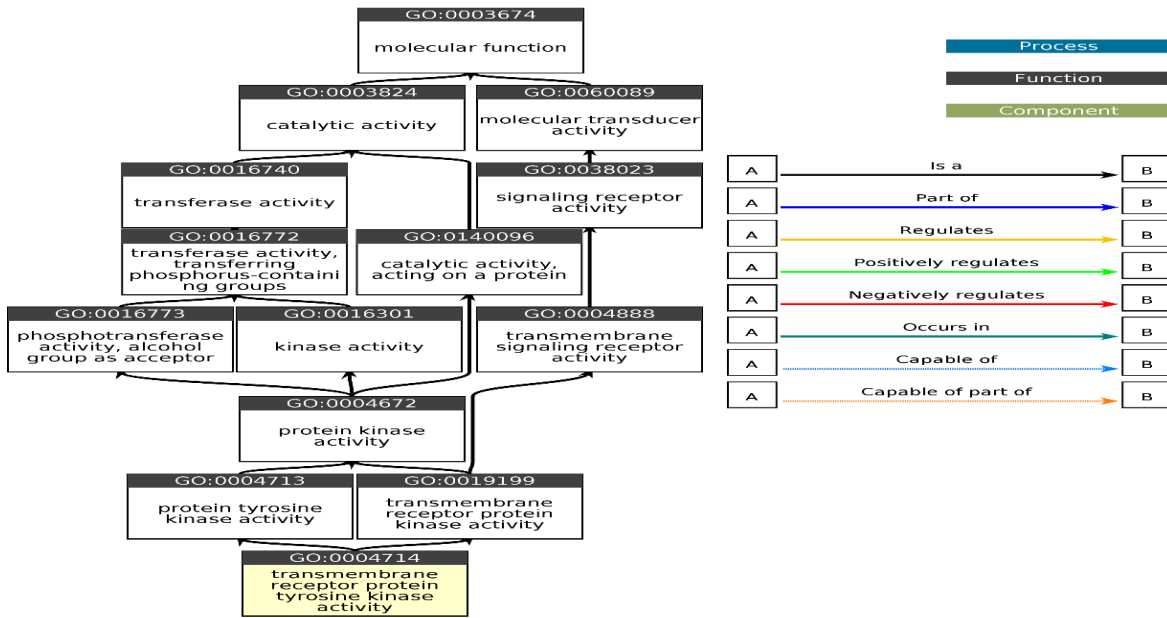 GO:0003674
molecular function
GO:0003824
catalytic activity
GO:0060089
molecular transducer
activity
GO:0016740
transferase activity
GO:0038023
signaling receptor
activity
GO:0016772
transferase activity,
transferring
phosphorus-containi
ng groups
GO:0140096
catalytic activity,
acting on a protein
GO:0016773
phosphotransferase
activity, alcohol
group as acceptor
GO:0016301
kinase activity
GO:0004888
transmembrane
signaling receptor
activity
GO:0004672
protein kinase
activity
GO:0004713
protein tyrosine
kinase activity
GO:0019199
transmembrane
receptor protein
kinase activity
GO:0004714
transmembrane
receptor protein
tyrosine kinase
activity
Process
Function
Component
A Is a B
A Part of B
A Regulates B
A Positively regulates B
A Negatively regulates B
A Occurs in B
A Capable of B
A Capable of part of B